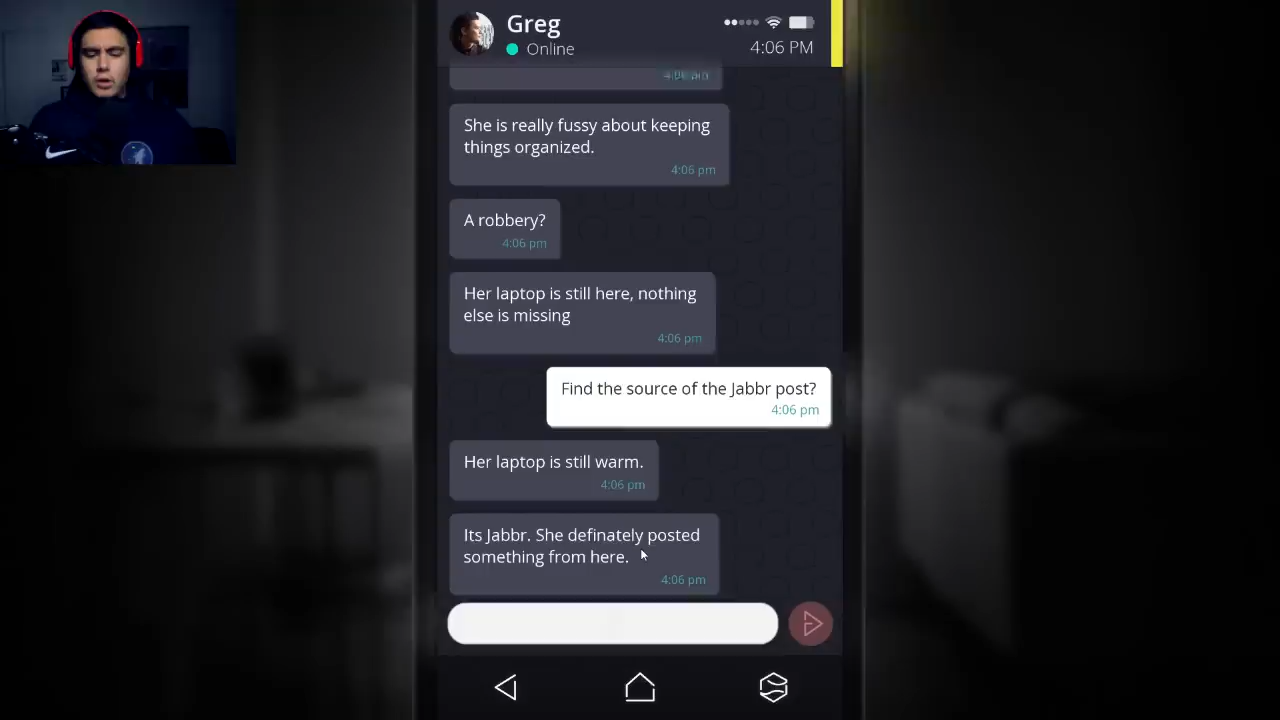 Greg
Online
4:06 PM
4:06 pm
She is really fussy about keeping
things organized.
4:06 pm
A robbery?
4:06 pm
Her laptop is still here, nothing
else is missing
4:06 pm
Find the source of the Jabbr post?
4:06 pm
Her laptop is still warm.
4:06 pm
Its Jabbr. She definately posted
something from here.
4:06 pm